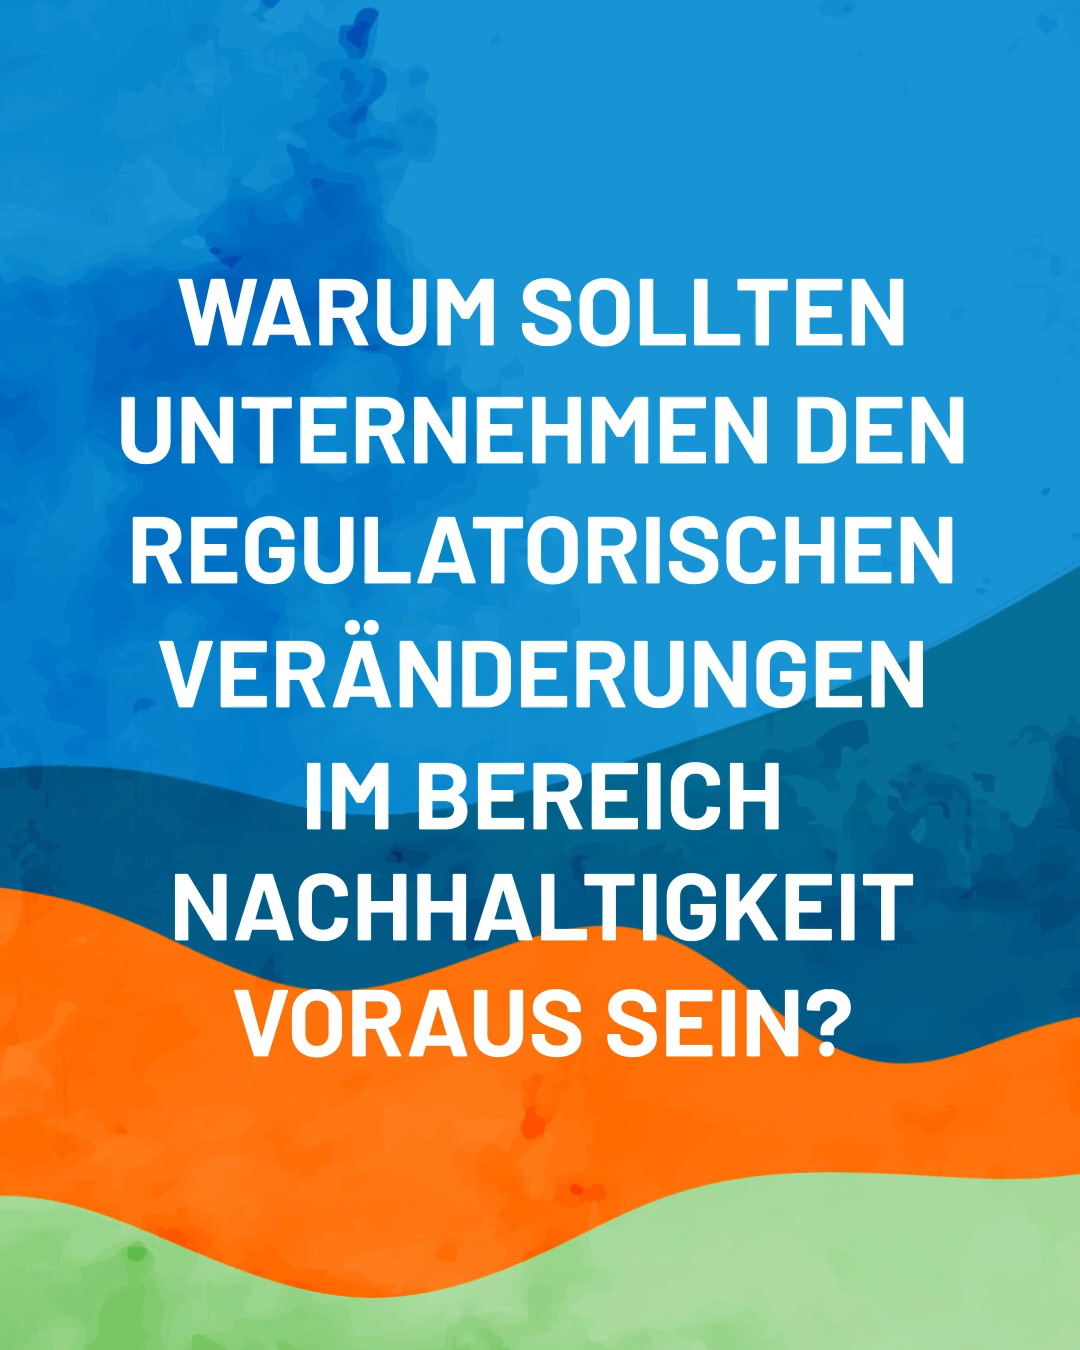 WARUM SOLLTEN
UNTERNEHMEN DEN
REGULATORISCHEN
VERÄNDERUNGEN
IM BEREICH
NACHHALTIGKEIT
VORAUS SEIN?